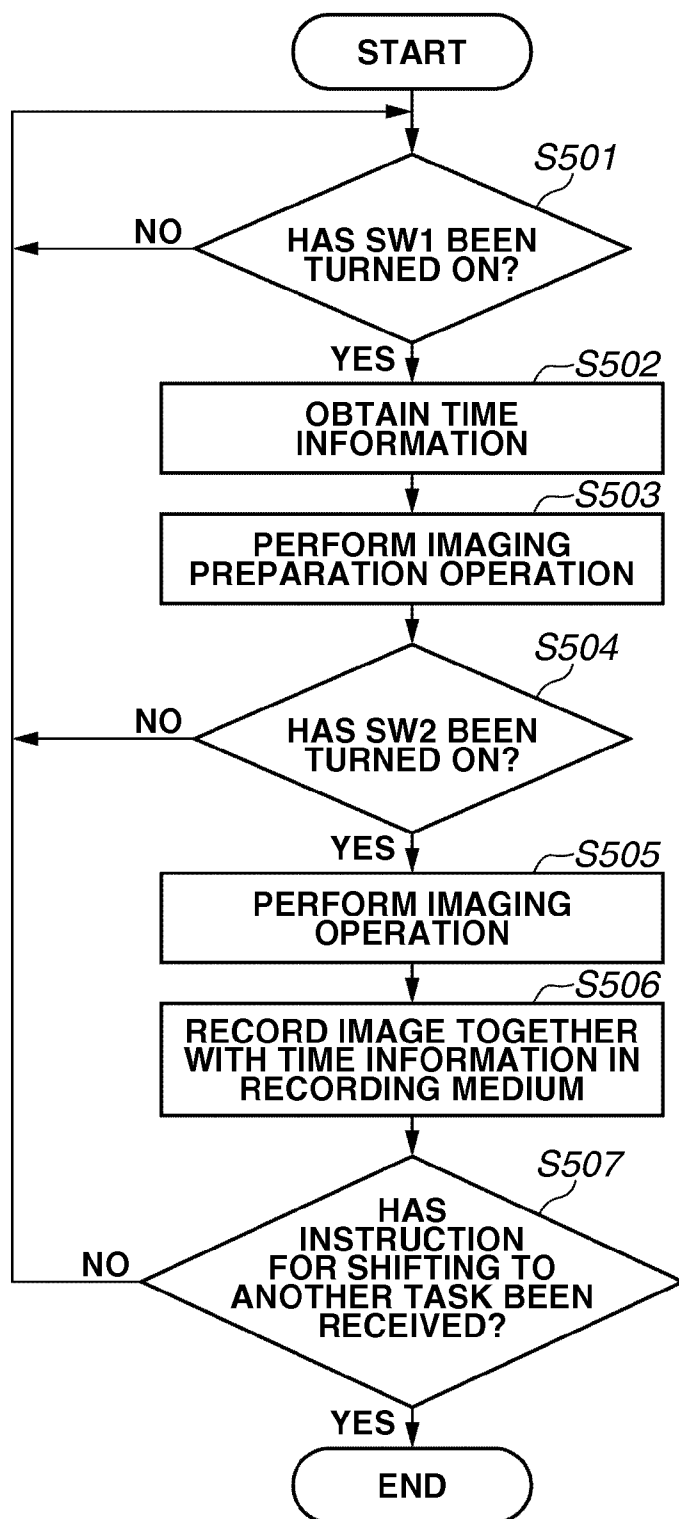 START
S501
NO
HAS SW1 BEEN
TURNED ON?
YES
S502
OBTAIN TIME
INFORMATION
S503
PERFORM IMAGING
PREPARATION OPERATION
S504
NO
HAS SW2 BEEN
TURNED ON?
YES
S505
PERFORM IMAGING
OPERATION
S506
RECORD IMAGE TOGETHER
WITH TIME INFORMATION IN
RECORDING MEDIUM
S507
HAS
INSTRUCTION
NO
FOR SHIFTING TO
ANOTHER TASK BEEN
RECEIVED?
YES
END